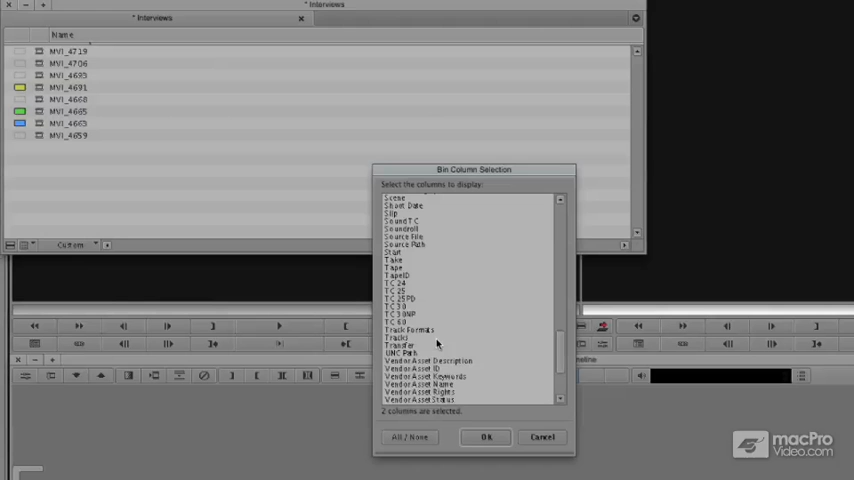 * Interviews
* Interviews
Name
MVI_4719
MVI_4706
MVI_4693
MVI_4691
MVI_4668
MVI_4665
MVI_4663
MVI_4659
Custom
Bin Column Selection
Select the columns to display:
Scene
Shoot Date
Slip
Sound TC
Soundroll
Source File
Source Path
Start
Take
Tape
TapeID
TC 24
TC 25
TC 25PD
TC 30
TC 30NP
TC 60
Track Formats
Tracks
Transfer
UNC Path
Vendor Asset Description
Vendor Asset ID
Vendor Asset Keywords
Vendor Asset Name
Vendor Asset Rights
Vendor Asset Status
2 columns are selected.
All / None
OK
Cancel
meline
macPro
Video.com